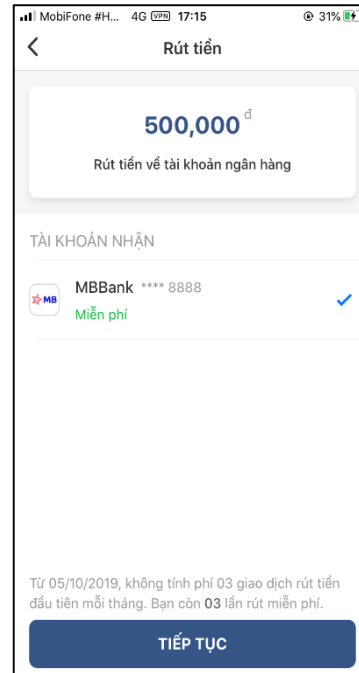 MobiFone #H... 4G VPN 17:15 31%
Rút tiền
500,000 đ
Rút tiền về tài khoản ngân hàng
TÀI KHOẢN NHẬN
MB
MBBank **** 8888
Miễn phí
Từ 05/10/2019, không tính phí 03 giao dịch rút tiền
đầu tiên mỗi tháng. Bạn còn 03 lần rút miễn phí.
TIẾP TỤC